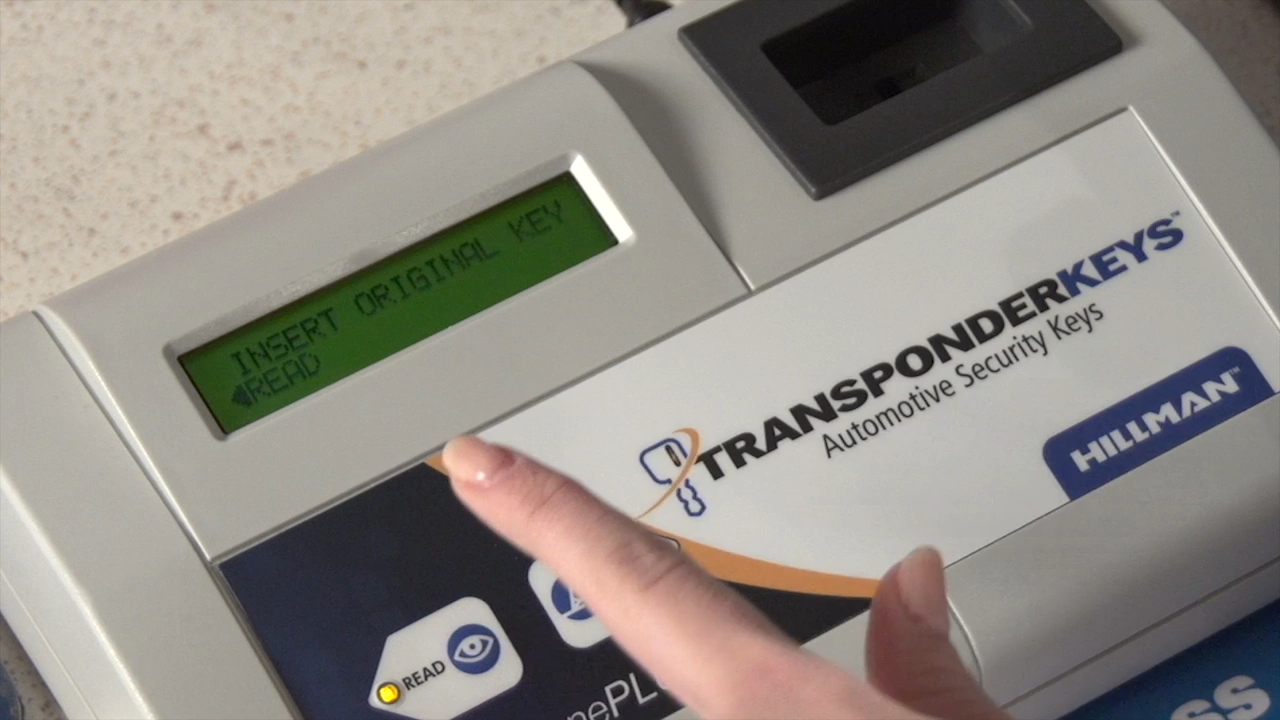 INSERT ORIGINAL KEY
◀READ
TRANSPONDERKEYS™
Automotive Security Keys
HILLMAN™
READ